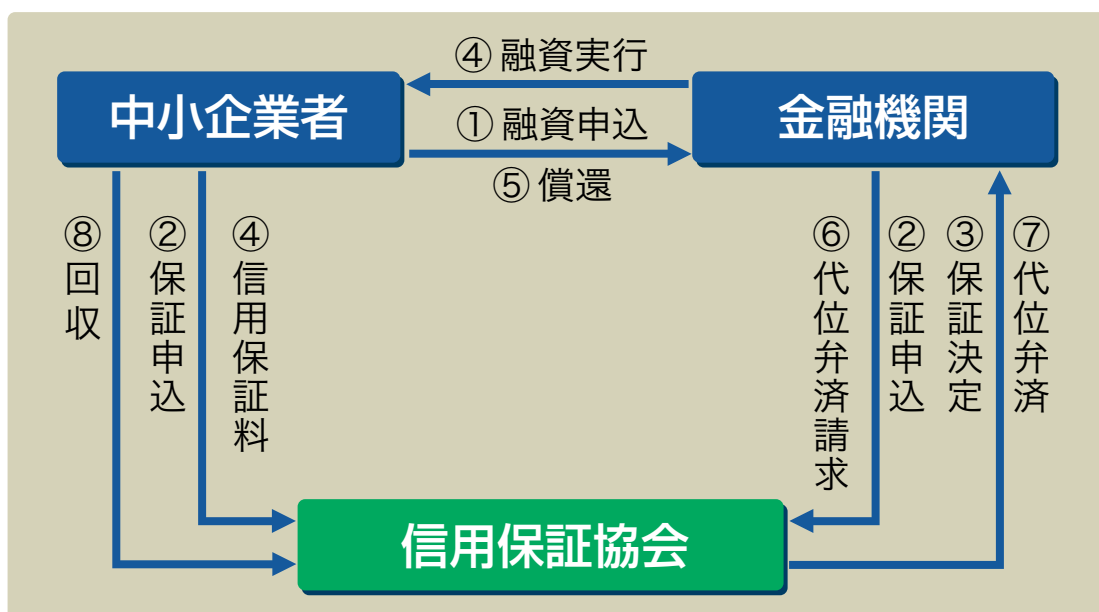 ④融資実行
中小企業者
金融機関
①融資申込
⑤償還
⑧回収
②保証申込
④信用保証料
⑥代位弁済請求
②保証申込
③保証決定
⑦代位弁済
信用保証協会